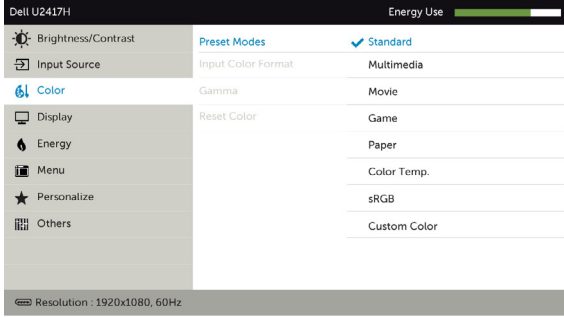 Dell U2417H
Energy Use
Brightness/Contrast
Input Source
Color
Display
Energy
Menu
Personalize
Others
Preset Modes
Input Color Format
Gamma
Reset Color
Standard
Multimedia
Movie
Game
Paper
Color Temp.
sRGB
Custom Color
Resolution : 1920x1080, 60Hz